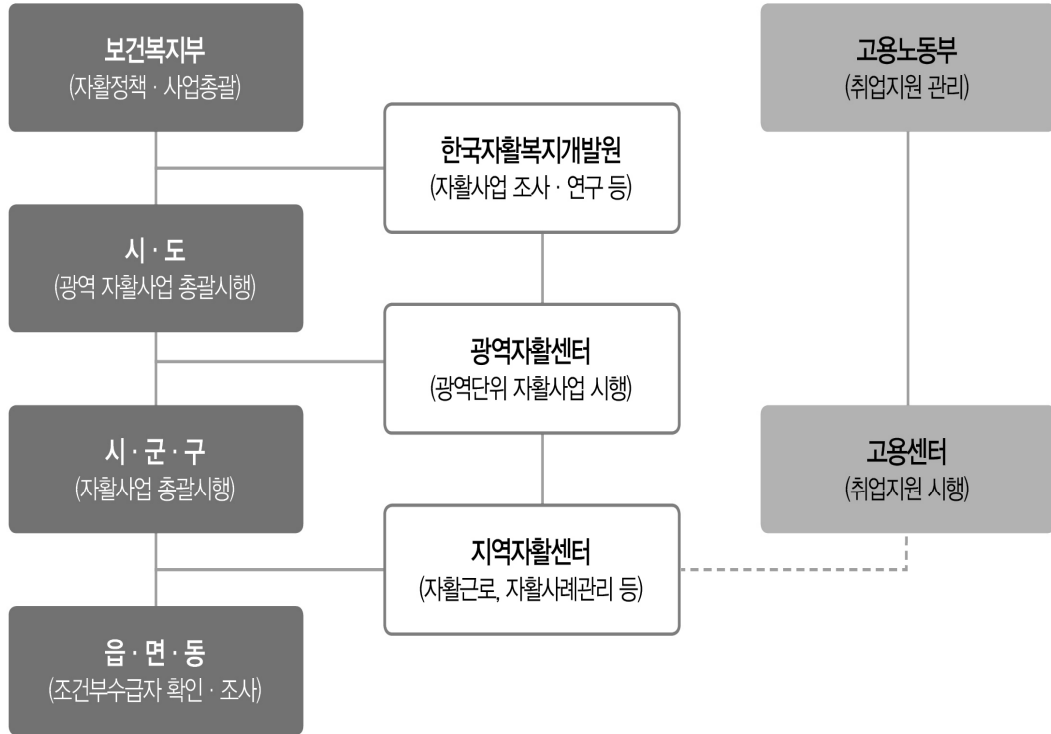 보건복지부
(자활정책 · 사업총괄)
고용노동부
(취업지원 관리)
한국자활복지개발원
(자활사업 조사 · 연구 등)
시 · 도
(광역 자활사업 총괄시행)
광역자활센터
(광역단위 자활사업 시행)
시 · 군 · 구
(자활사업 총괄시행)
고용센터
(취업지원 시행)
지역자활센터
(자활근로, 자활사례관리 등)
읍 · 면 · 동
(조건부수급자 확인 · 조사)